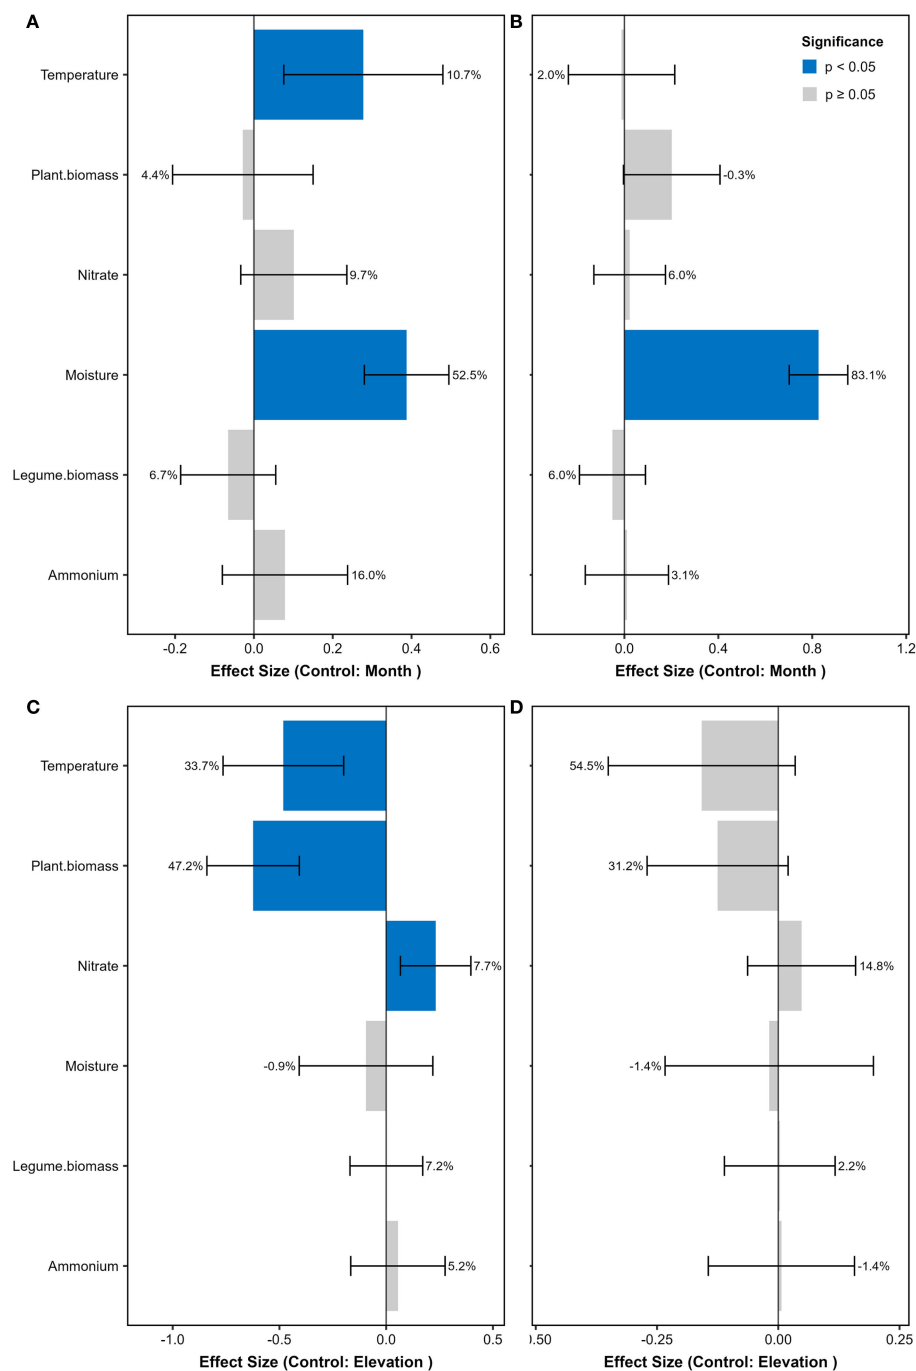 A
B
Significance
p < 0.05
p ≥ 0.05
Temperature
10.7%
2.0%
Plant.biomass
4.4%
-0.3%
Nitrate
9.7%
6.0%
Moisture
52.5%
83.1%
Legume.biomass
6.7%
6.0%
Ammonium
16.0%
3.1%
-0.2 0.0 0.2 0.4 0.6
0.0 0.4 0.8 1.2
Effect Size (Control: Month )
Effect Size (Control: Month )
C
D
Temperature
33.7%
54.5%
Plant.biomass
47.2%
31.2%
Nitrate
7.7%
14.8%
Moisture
-0.9%
-1.4%
Legume.biomass
7.2%
2.2%
Ammonium
5.2%
-1.4%
-1.0 -0.5 0.0 0.5
.50 -0.25 0.00 0.25
Effect Size (Control: Elevation )
Effect Size (Control: Elevation )